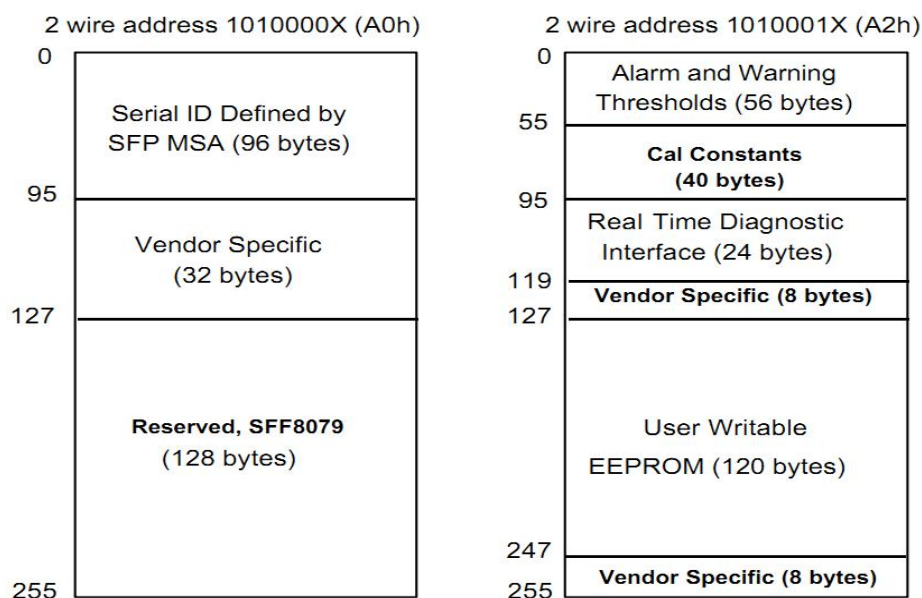 2 wire address 1010000X (A0h)
0
Serial ID Defined by
SFP MSA (96 bytes)
95
Vendor Specific
(32 bytes)
127
Reserved, SFF8079
(128 bytes)
255
2 wire address 1010001X (A2h)
0
Alarm and Warning
Thresholds (56 bytes)
55
Cal Constants
(40 bytes)
95
Real Time Diagnostic
Interface (24 bytes)
119
Vendor Specific (8 bytes)
127
User Writable
EEPROM (120 bytes)
247
Vendor Specific (8 bytes)
255